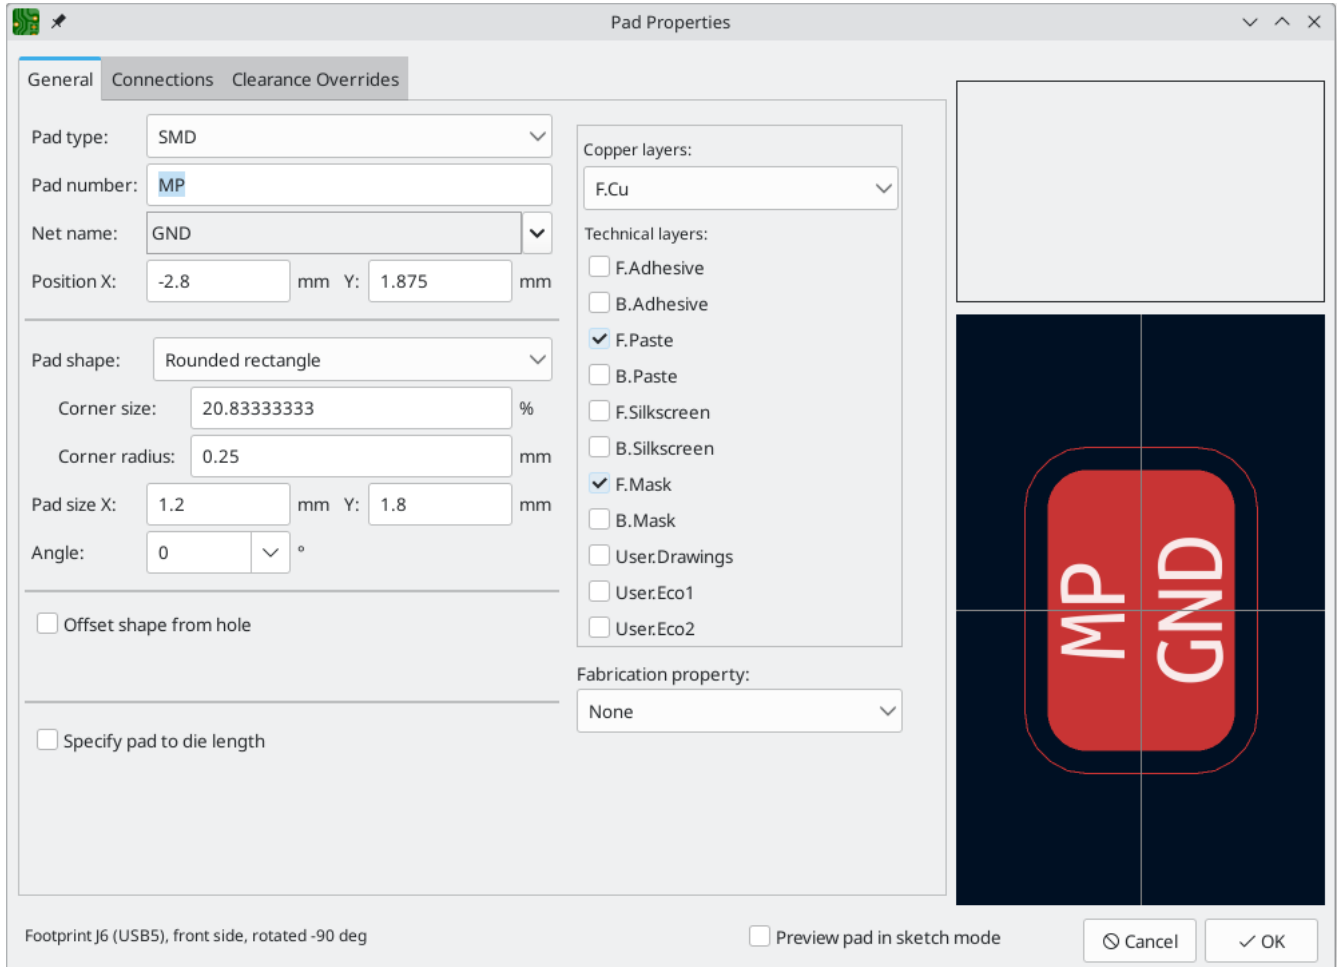 Pad Properties
General Connections Clearance Overrides
Pad type: SMD
Pad number: MP
Net name: GND
Position X: -2.8 mm Y: 1.875 mm
Pad shape: Rounded rectangle
Corner size: 20.83333333 %
Corner radius: 0.25 mm
Pad size X: 1.2 mm Y: 1.8 mm
Angle: 0 °
Offset shape from hole
Specify pad to die length
Copper layers:
F.Cu
Technical layers:
F.Adhesive
B.Adhesive
F.Paste
B.Paste
F.Silkscreen
B.Silkscreen
F.Mask
B.Mask
User.Drawings
User.Eco1
User.Eco2
Fabrication property:
None
MP
GND
Footprint J6 (USB5), front side, rotated -90 deg
Preview pad in sketch mode
Cancel
OK